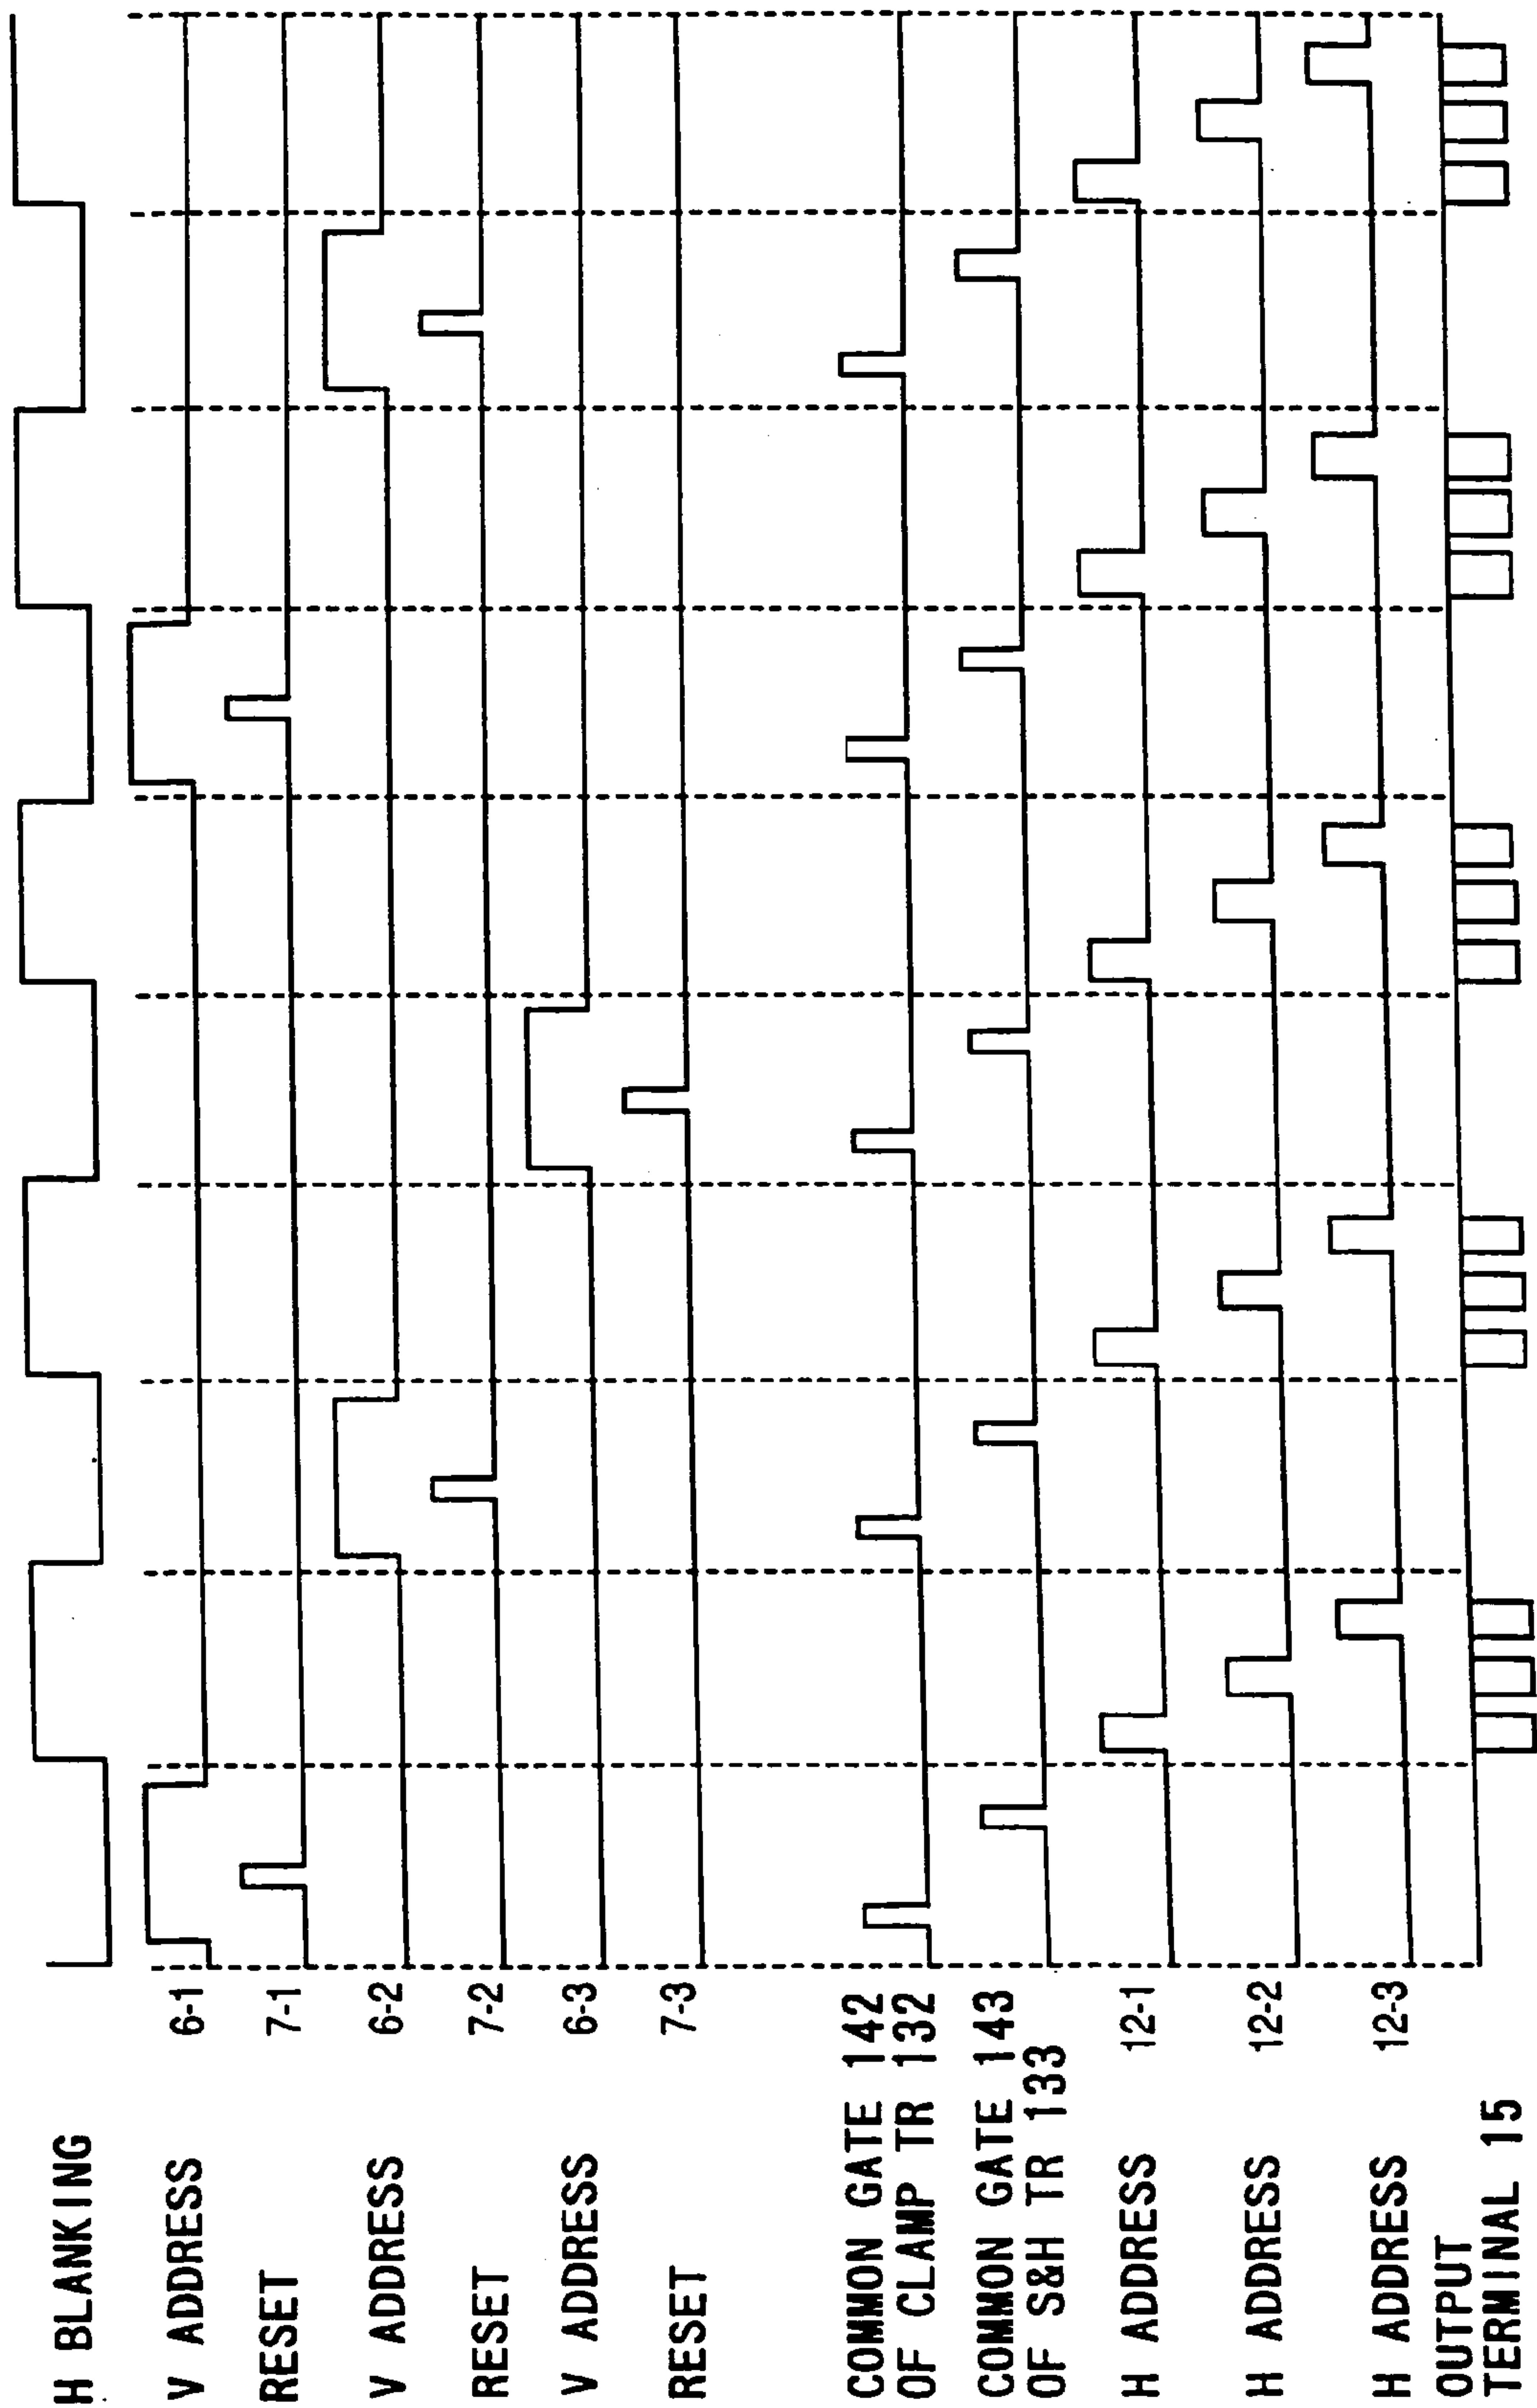 H BLANKING
V ADDRESS 6-1
RESET 7-1
V ADDRESS 6-2
RESET 7-2
V ADDRESS 6-3
RESET 7-3
COMMON GATE 142
OF CLAMP TR 132
COMMON GATE 143
OF S&H TR 133
H ADDRESS 12-1
H ADDRESS 12-2
H ADDRESS 12-3
OUTPUT
TERMINAL 15